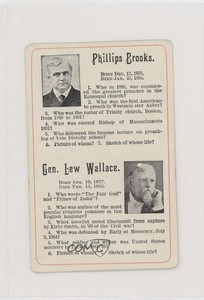 Phillips Brooks.
Born Dec. 13, 1835.
Died Jan. 23, 1893.
1. Who in 1890, was considered
the greatest preacher in the
Episcopal church?
2. Who was the first American
to preach in Westminster Abbey?
3. Who was the rector of Trinity church, Boston,
from 1869 to 1891?
4. Who was elected Bishop of Massachusetts
1891?
5. Who delivered the famous lecture on preach-
ing at Yale Divinity school?
6. Picture of whom? 7. Sketch of whose life?
Gen. Lew Wallace.
Born Apr. 10, 1827.
Died Feb. 15, 1905.
1. Who wrote "The Fair God"
and "Prince of India"?
2. Who was author of the most
popular religious romance in the
English language?
3. What general saved Cincinnati from capture
by Kirby Smith, in '63 of the Civil war?
4. Who was defeated by Early at Monocacy, July
9, 1864?
5. What soldier and writer was United States
minister to
6. Picture of whom? 7. Sketch of whose life?
COMC